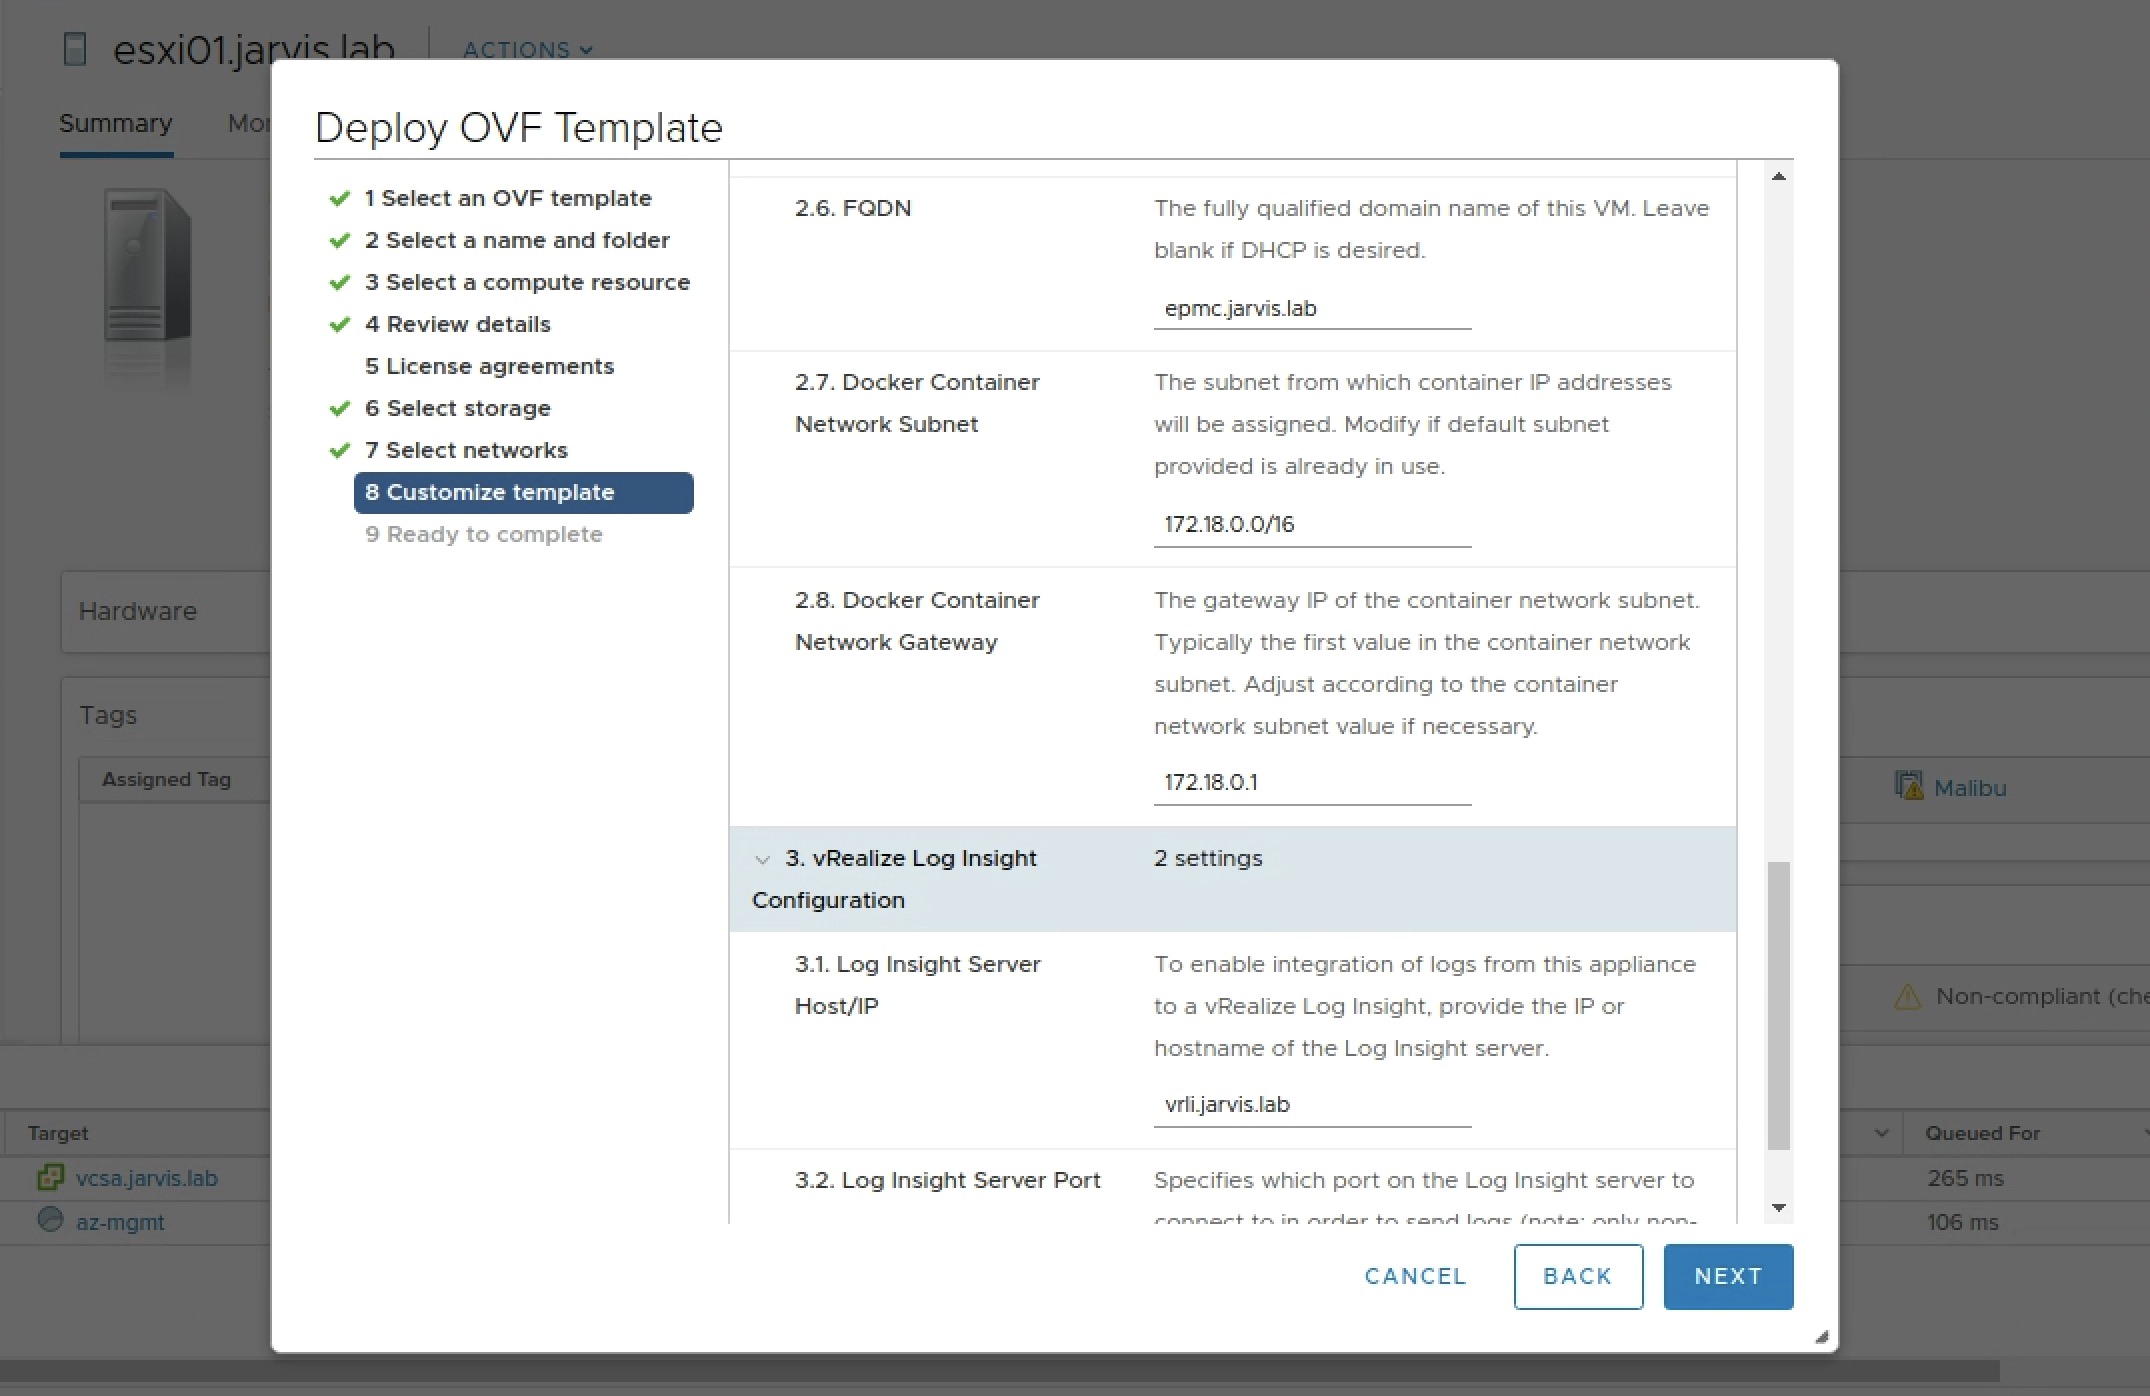 esxi01.jarvis.lab
ACTIONS
Summary
Deploy OVF Template
1 Select an OVF template
2 Select a name and folder
3 Select a compute resource
4 Review details
5 License agreements
6 Select storage
7 Select networks
8 Customize template
9 Ready to complete
2.6. FQDN
The fully qualified domain name of this VM. Leave
blank if DHCP is desired.
epmc.jarvis.lab
2.7. Docker Container
Network Subnet
The subnet from which container IP addresses
will be assigned. Modify if default subnet
provided is already in use.
172.18.0.0/16
2.8. Docker Container
Network Gateway
The gateway IP of the container network subnet.
Typically the first value in the container network
subnet. Adjust according to the container
network subnet value if necessary.
172.18.0.1
3. vRealize Log Insight
Configuration
2 settings
3.1. Log Insight Server
Host/IP
To enable integration of logs from this appliance
to a vRealize Log Insight, provide the IP or
hostname of the Log Insight server.
vrli.jarvis.lab
3.2. Log Insight Server Port
Specifies which port on the Log Insight server to
connect to in order to send logs (note: only non-
CANCEL
BACK
NEXT
Hardware
Tags
Assigned Tag
Malibu
Non-compliant
Target
Queued For
vcsa.jarvis.lab
265 ms
az-mgmt
106 ms